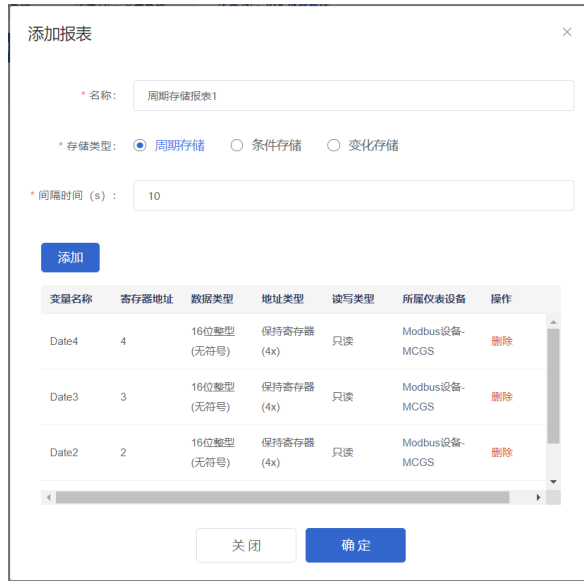 添加报表
×
* 名称：
周期存储报表1
* 存储类型：
周期存储 条件存储 变化存储
* 间隔时间（s）：
10
添加
变量名称 寄存器地址 数据类型 地址类型 读写类型 所属仪表设备 操作
Date4 4 16位整型(无符号) 保持寄存器(4x) 只读 Modbus设备-MCGS 删除
Date3 3 16位整型(无符号) 保持寄存器(4x) 只读 Modbus设备-MCGS 删除
Date2 2 16位整型(无符号) 保持寄存器(4x) 只读 Modbus设备-MCGS 删除
关 闭
确 定